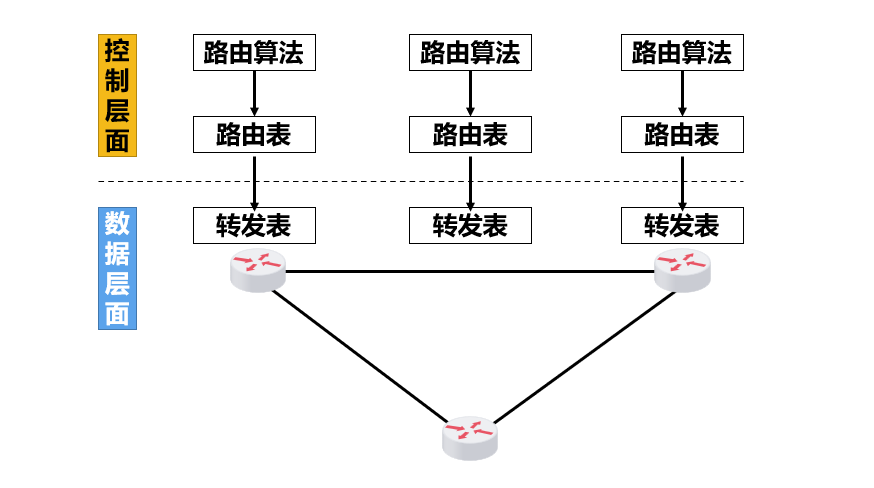 控制层面
路由算法 路由算法 路由算法
路由表 路由表 路由表
数据层面
转发表 转发表 转发表